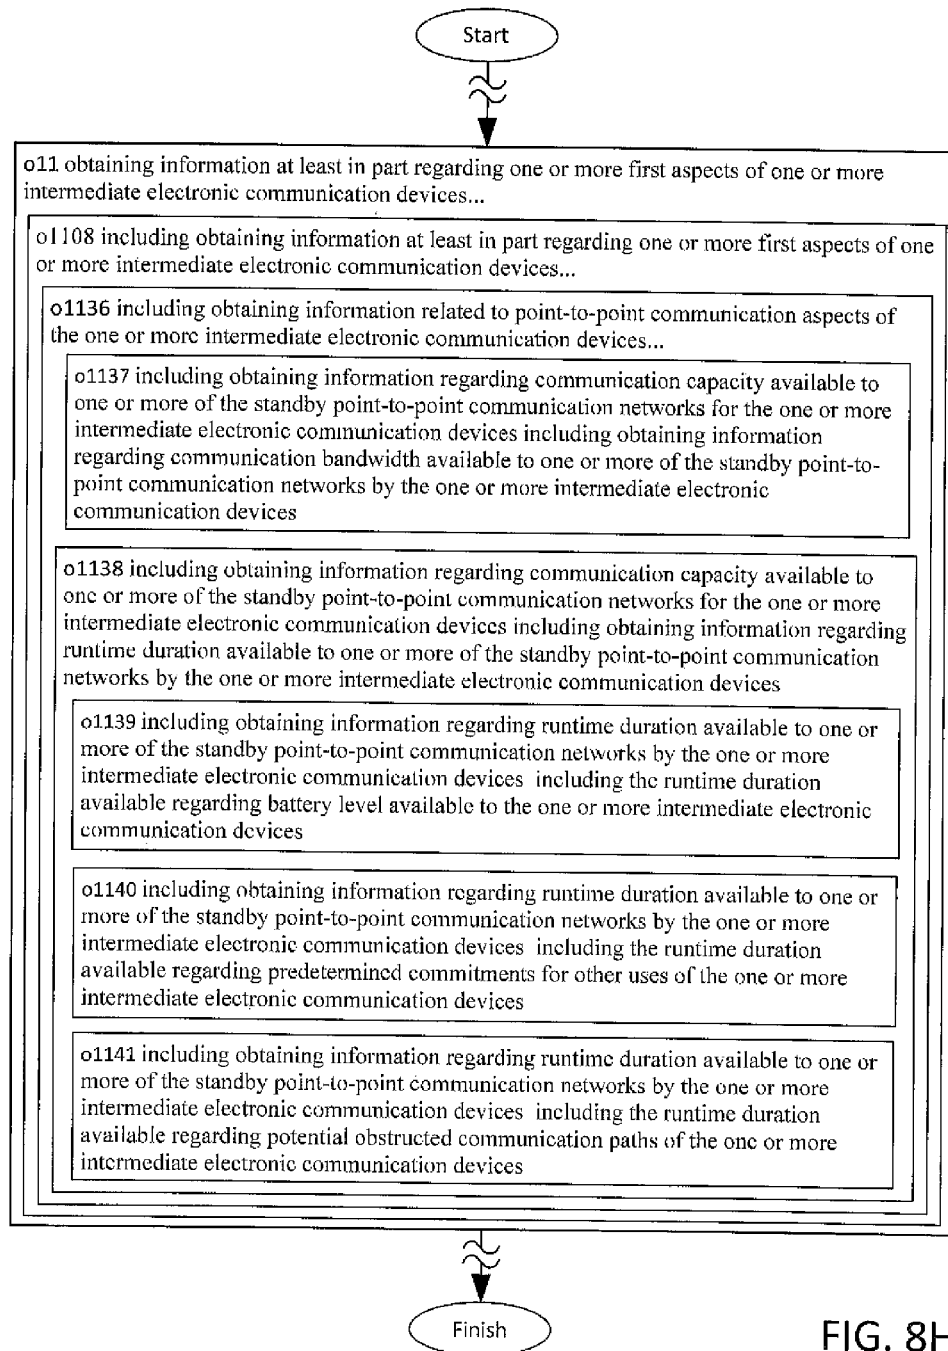 Start
o11 obtaining information at least in part regarding one or more first aspects of one or more
intermediate electronic communication devices...
o1108 including obtaining information at least in part regarding one or more first aspects of one
or more intermediate electronic communication devices...
o1136 including obtaining information related to point-to-point communication aspects of
the one or more intermediate electronic communication devices...
o1137 including obtaining information regarding communication capacity available to
one or more of the standby point-to-point communication networks for the one or more
intermediate electronic communication devices including obtaining information
regarding communication bandwidth available to one or more of the standby point-to-
point communication networks by the one or more intermediate electronic
communication devices
o1138 including obtaining information regarding communication capacity available to
one or more of the standby point-to-point communication networks for the one or more
intermediate electronic communication devices including obtaining information regarding
runtime duration available to one or more of the standby point-to-point communication
networks by the one or more intermediate electronic communication devices
o1139 including obtaining information regarding runtime duration available to one or
more of the standby point-to-point communication networks by the one or more
intermediate electronic communication devices including the runtime duration
available regarding battery level available to the one or more intermediate electronic
communication devices
o1140 including obtaining information regarding runtime duration available to one or
more of the standby point-to-point communication networks by the one or more
intermediate electronic communication devices including the runtime duration
available regarding predetermined commitments for other uses of the one or more
intermediate electronic communication devices
o1141 including obtaining information regarding runtime duration available to one or
more of the standby point-to-point communication networks by the one or more
intermediate electronic communication devices including the runtime duration
available regarding potential obstructed communication paths of the one or more
intermediate electronic communication devices
Finish
FIG. 8H